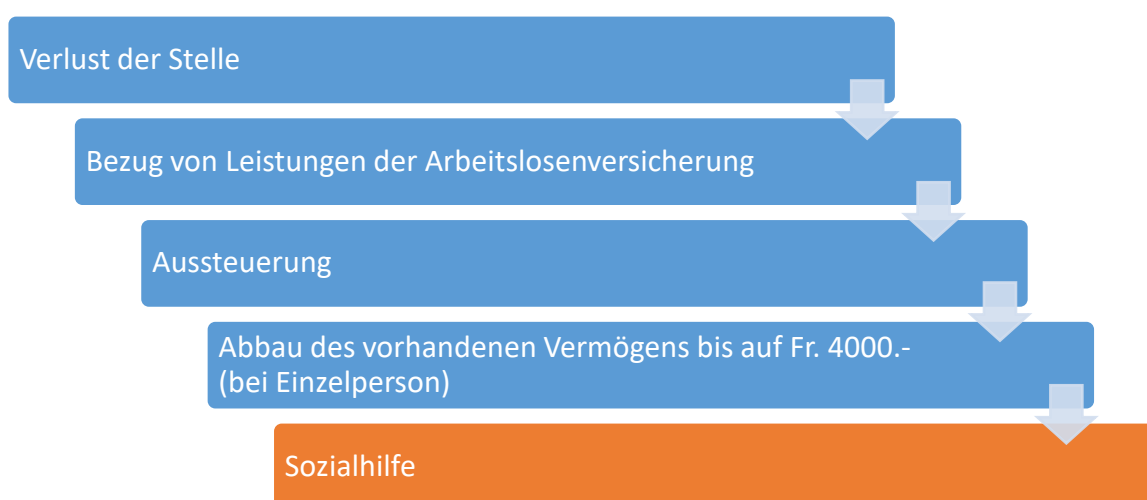 Verlust der Stelle
Bezug von Leistungen der Arbeitslosenversicherung
Aussteuerung
Abbau des vorhandenen Vermögens bis auf Fr. 4000.-
(bei Einzelperson)
Sozialhilfe